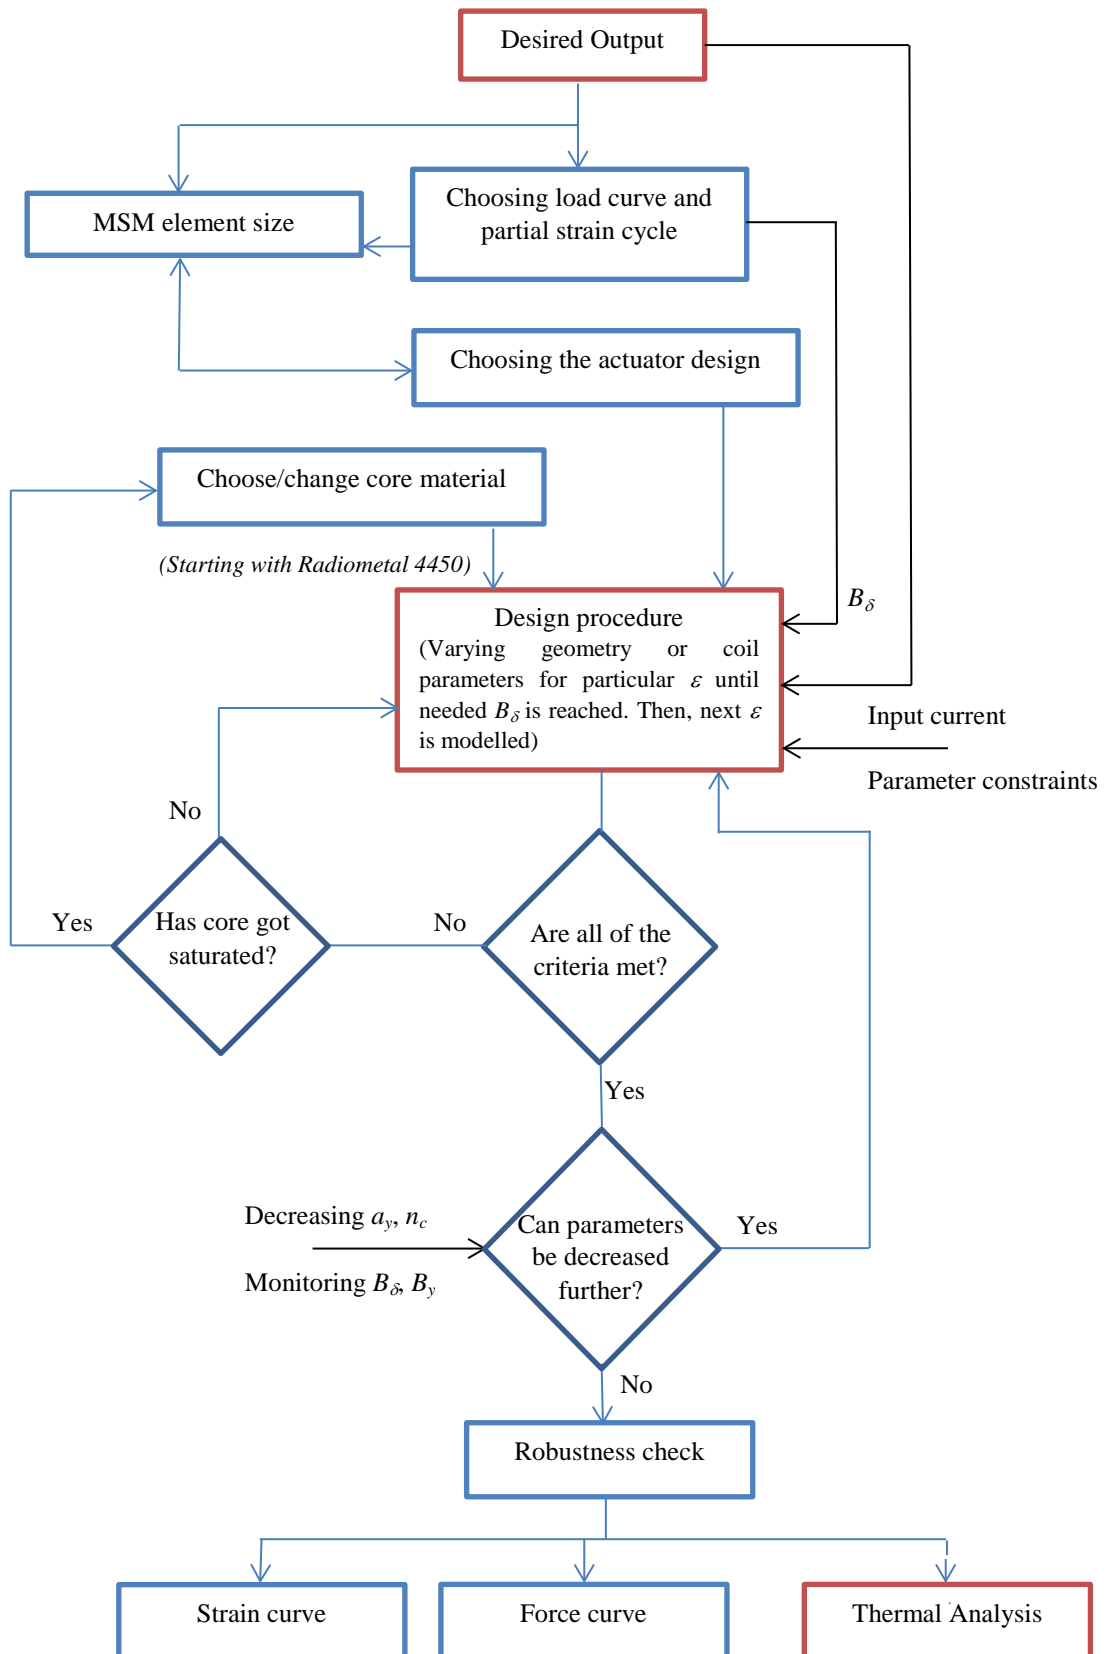 Desired Output
Choosing load curve and
partial strain cycle
MSM element size
Choosing the actuator design
Choose/change core material
(Starting with Radiometal 4450)
Design procedure
(Varying geometry or coil
parameters for particular ε until
needed Bδ is reached. Then, next ε
is modelled)
Bδ
Input current
Parameter constraints
No
Yes
Has core got
saturated?
No
Are all of the
criteria met?
Yes
Decreasing ay, nc
Monitoring Bδ, By
Can parameters
be decreased
further?
Yes
No
Robustness check
Strain curve
Force curve
Thermal Analysis